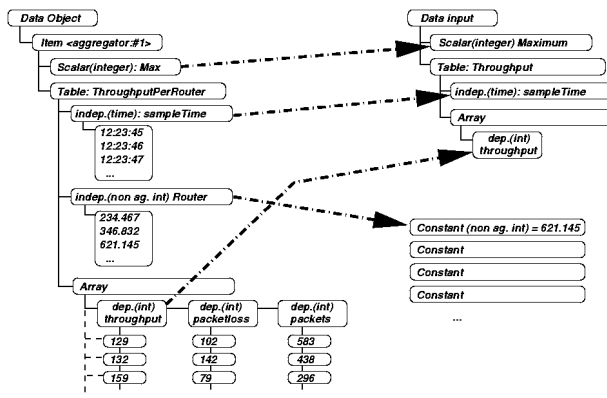 Data Object
Item <aggregator:#1>
Scalar(integer): Max
Table: ThroughputPerRouter
indep.(time): sampleTime
12:23:45
12:23:46
12:23:47
...
indep.(non ag. int) Router
234.467
346.832
621.145
...
Array
dep.(int) throughput
dep.(int) packetloss
dep.(int) packets
129 102 583
132 142 438
159 79 296
Data input
Scalar(integer) Maximum
Table: Throughput
indep.(time): sampleTime
Array
dep.(int)
throughput
Constant (non ag. int) = 621.145
Constant
Constant
Constant
...